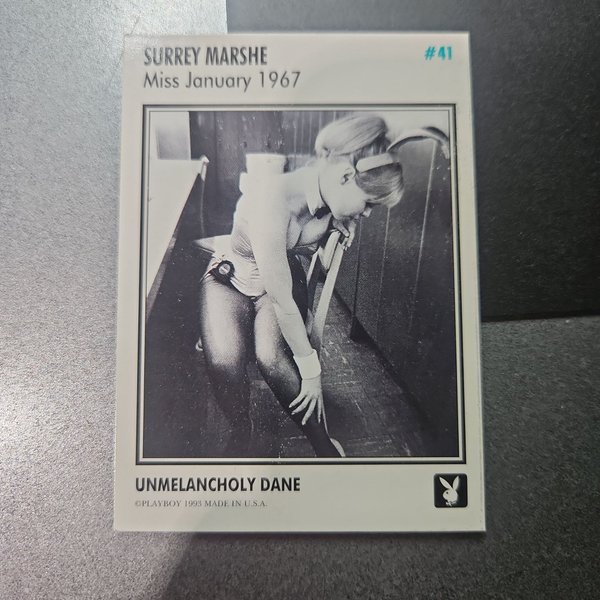 SURREY MARSHE
#41
Miss January 1967
UNMELANCHOLY DANE
©PLAYBOY 1993 MADE IN U.S.A.